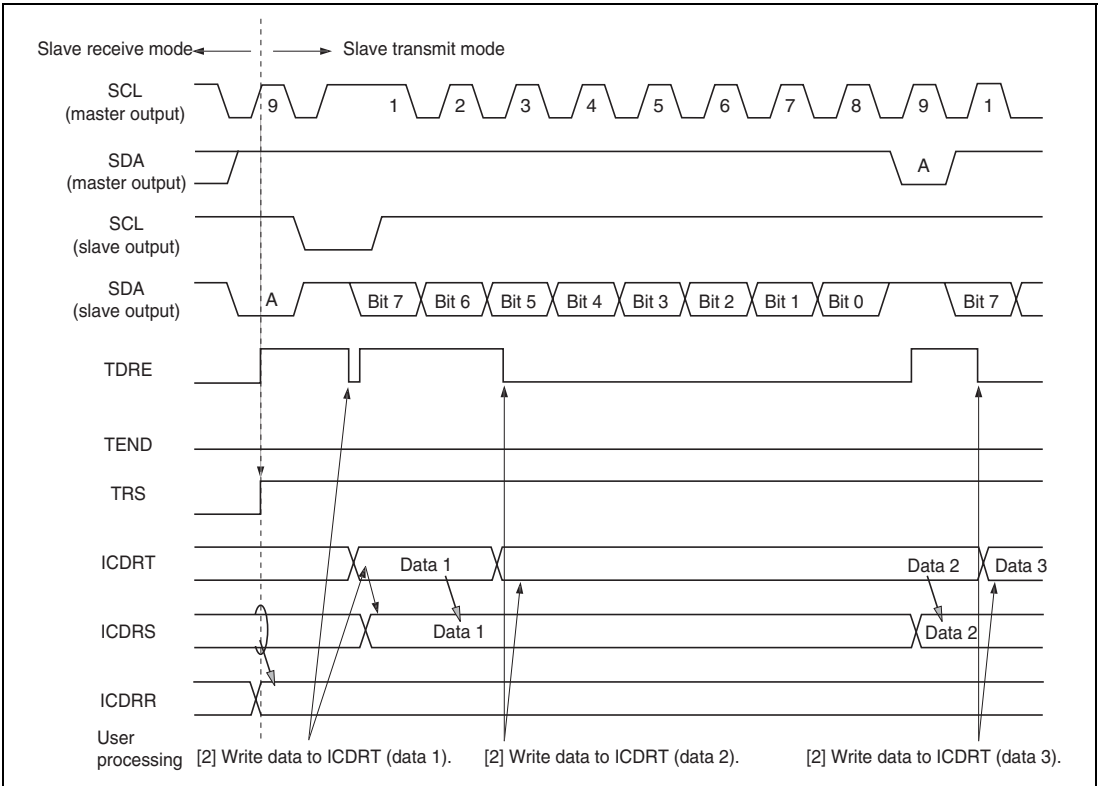 Slave receive mode
Slave transmit mode
SCL
(master output)
9 1 2 3 4 5 6 7 8 9 1
SDA
(master output)
A
SCL
(slave output)
SDA
(slave output)
A Bit 7 Bit 6 Bit 5 Bit 4 Bit 3 Bit 2 Bit 1 Bit 0 Bit 7
TDRE
TEND
TRS
ICDRT
Data 1 Data 2 Data 3
ICDRS
Data 1 Data 2
ICDRR
User
processing
[2] Write data to ICDRT (data 1).
[2] Write data to ICDRT (data 2).
[2] Write data to ICDRT (data 3).